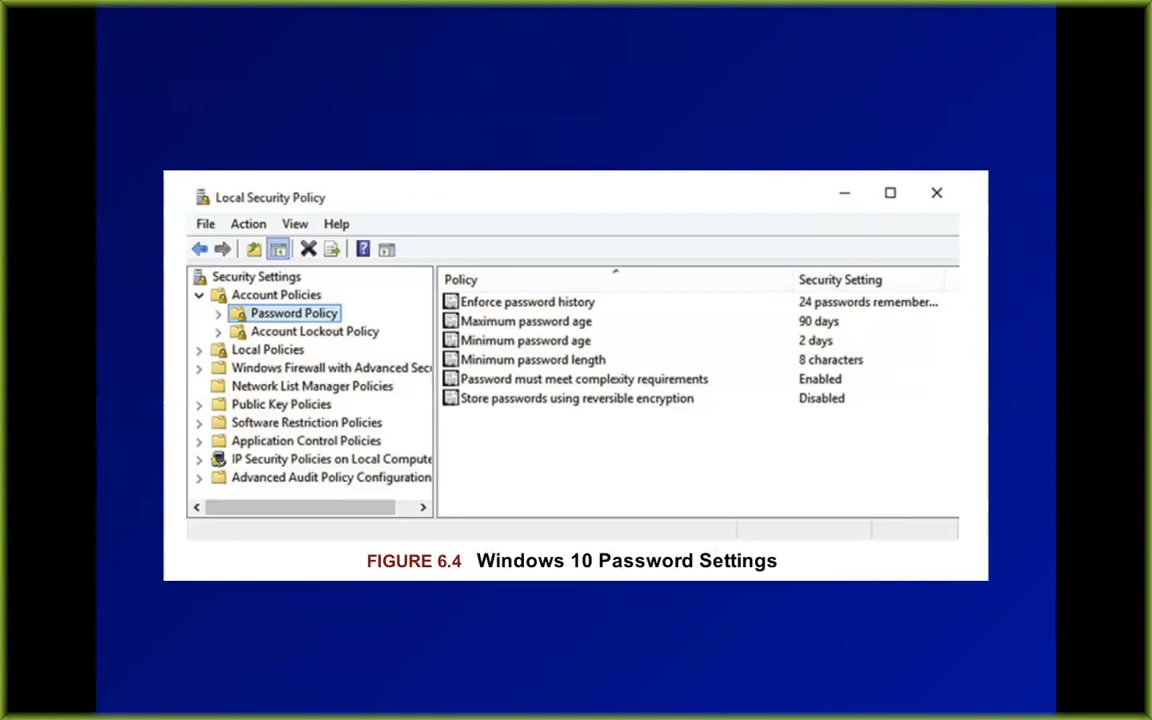 Local Security Policy
File Action View Help
Security Settings
Account Policies
Password Policy
Account Lockout Policy
Local Policies
Windows Firewall with Advanced Sec
Network List Manager Policies
Public Key Policies
Software Restriction Policies
Application Control Policies
IP Security Policies on Local Compute
Advanced Audit Policy Configuration
Policy Security Setting
Enforce password history 24 passwords remember...
Maximum password age 90 days
Minimum password age 2 days
Minimum password length 8 characters
Password must meet complexity requirements Enabled
Store passwords using reversible encryption Disabled
FIGURE 6.4 Windows 10 Password Settings